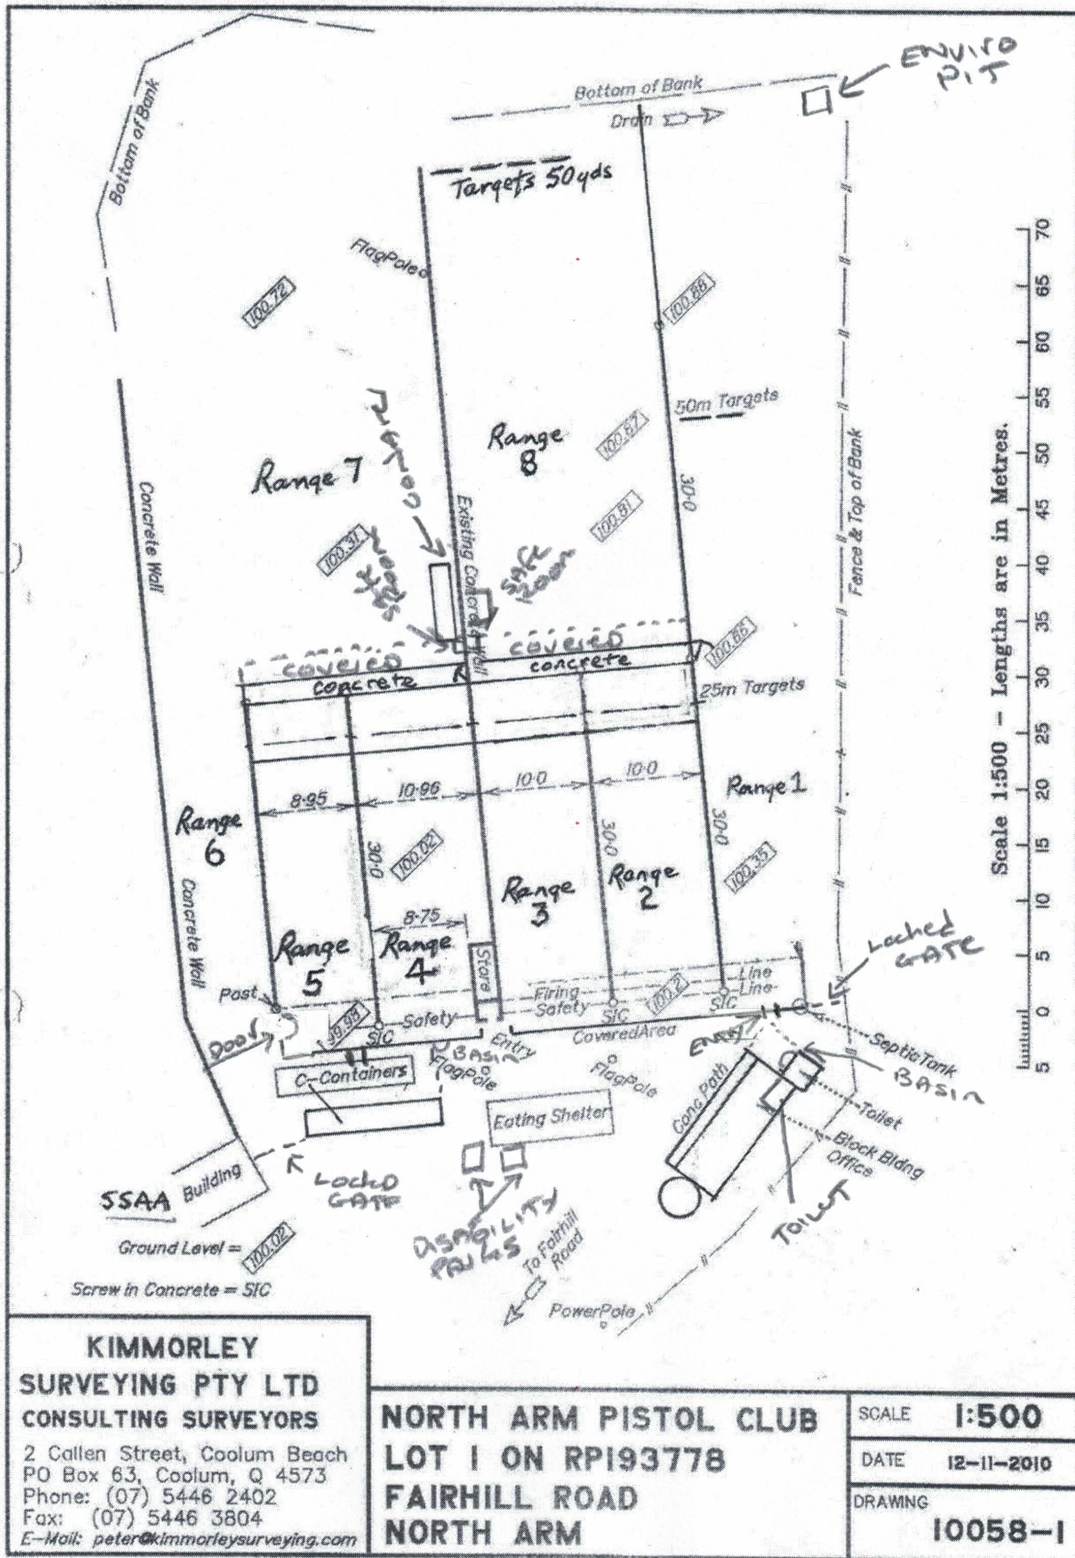 ENVIRO
PIT
Bottom of Bank
Bottom of Bank
Drain
Targets 50yds
FlagPole
100.72
100.86
50m Targets
Range
8
100.67
Range 7
CONTAINER
Existing Concrete Wall
30·0
100.81
Concrete Wall
100.31
SAFE
ROOM
Fence & Top of Bank
covered
covered
concrete
concrete
100.66
25m Targets
8·95
10·96
10·0
10·0
Range 1
Range
6
30·0
100.02
30·0
30·0
Range
2
100.35
Range
3
Concrete Wall
8·75
Range
5
Range
4
Store
Locked
GATE
Post
Firing
Line
Safety
Line
100.2
99.98
SIC
Safety
SIC
SIC
Door
BASIN
Entry
CoveredArea
ENTRY
Septic Tank
BASIN
C-Containers
FlagPole
FlagPole
Conc Path
Toilet
Eating Shelter
Block Bldng
Office
Building
SSAA
LOCKD
GATE
TOILET
DISABILITY
PARKS
Ground Level =
100.02
To Fairhill
Road
Screw in Concrete = SIC
PowerPole
70
65
60
55
50
45
40
35
30
25
20
15
10
5
0
5
Scale 1:500 – Lengths are in Metres.
KIMMORLEY
SURVEYING PTY LTD
CONSULTING SURVEYORS
2 Callen Street, Coolum Beach
PO Box 63, Coolum, Q 4573
Phone: (07) 5446 2402
Fax: (07) 5446 3804
E-Mail: peter@kimmorleysurveying.com
NORTH ARM PISTOL CLUB
LOT 1 ON RP193778
FAIRHILL ROAD
NORTH ARM
SCALE 1:500
DATE 12-11-2010
DRAWING
10058-1